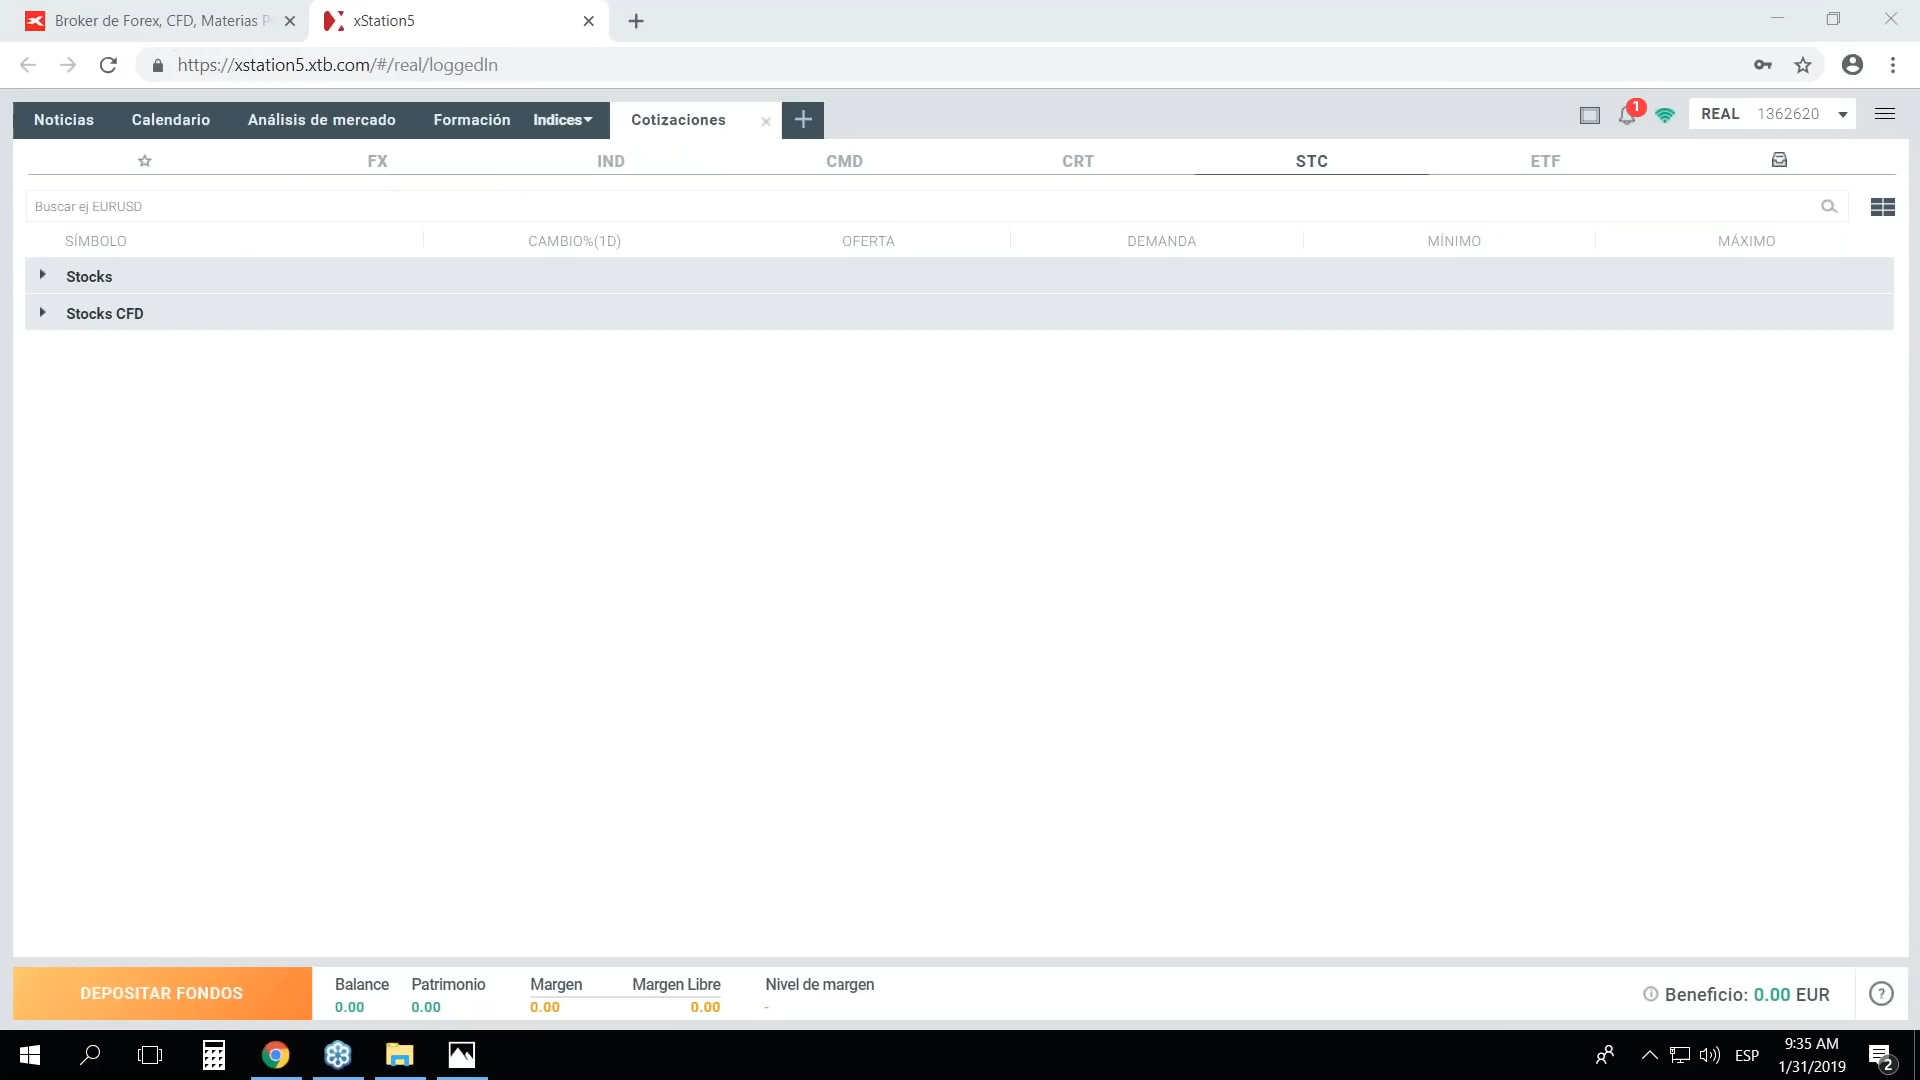 Broker de Forex, CFD, Materias P
xStation5
https://xstation5.xtb.com/#/real/loggedIn
Noticias Calendario Análisis de mercado Formación Indices Cotizaciones
1
REAL 1362620
FX IND CMD CRT STC ETF
Buscar ej EURUSD
SÍMBOLO CAMBIO%(1D) OFERTA DEMANDA MÍNIMO MÁXIMO
Stocks
Stocks CFD
DEPOSITAR FONDOS
Balance Patrimonio Margen Margen Libre Nivel de margen
0.00 0.00 0.00 0.00 -
Beneficio: 0.00 EUR
?
ESP
9:35 AM
1/31/2019
2